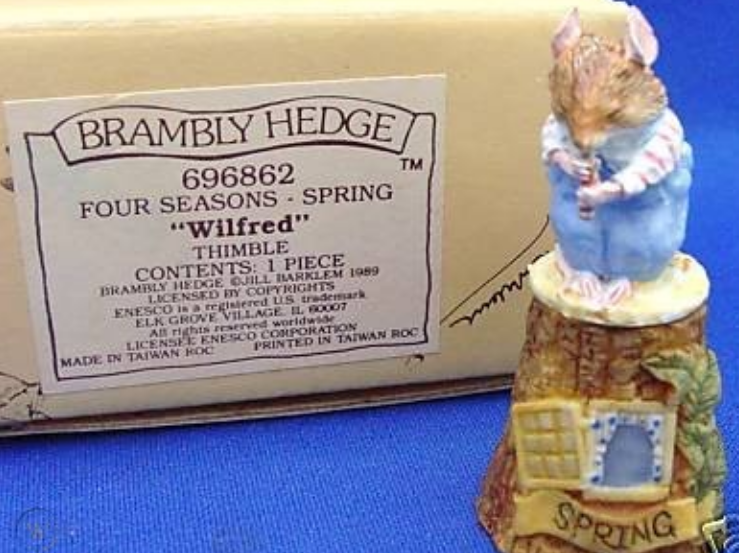 BRAMBLY HEDGE
TM
696862
FOUR SEASONS - SPRING
"Wilfred"
THIMBLE
CONTENTS: 1 PIECE
BRAMBLY HEDGE ©JILL BARKLEM 1989
LICENSED BY COPYRIGHTS
ENESCO is a registered U.S. trademark
ELK GROVE VILLAGE, IL 60007
All rights reserved worldwide
LICENSEE ENESCO CORPORATION
MADE IN TAIWAN ROC PRINTED IN TAIWAN ROC
SPRING